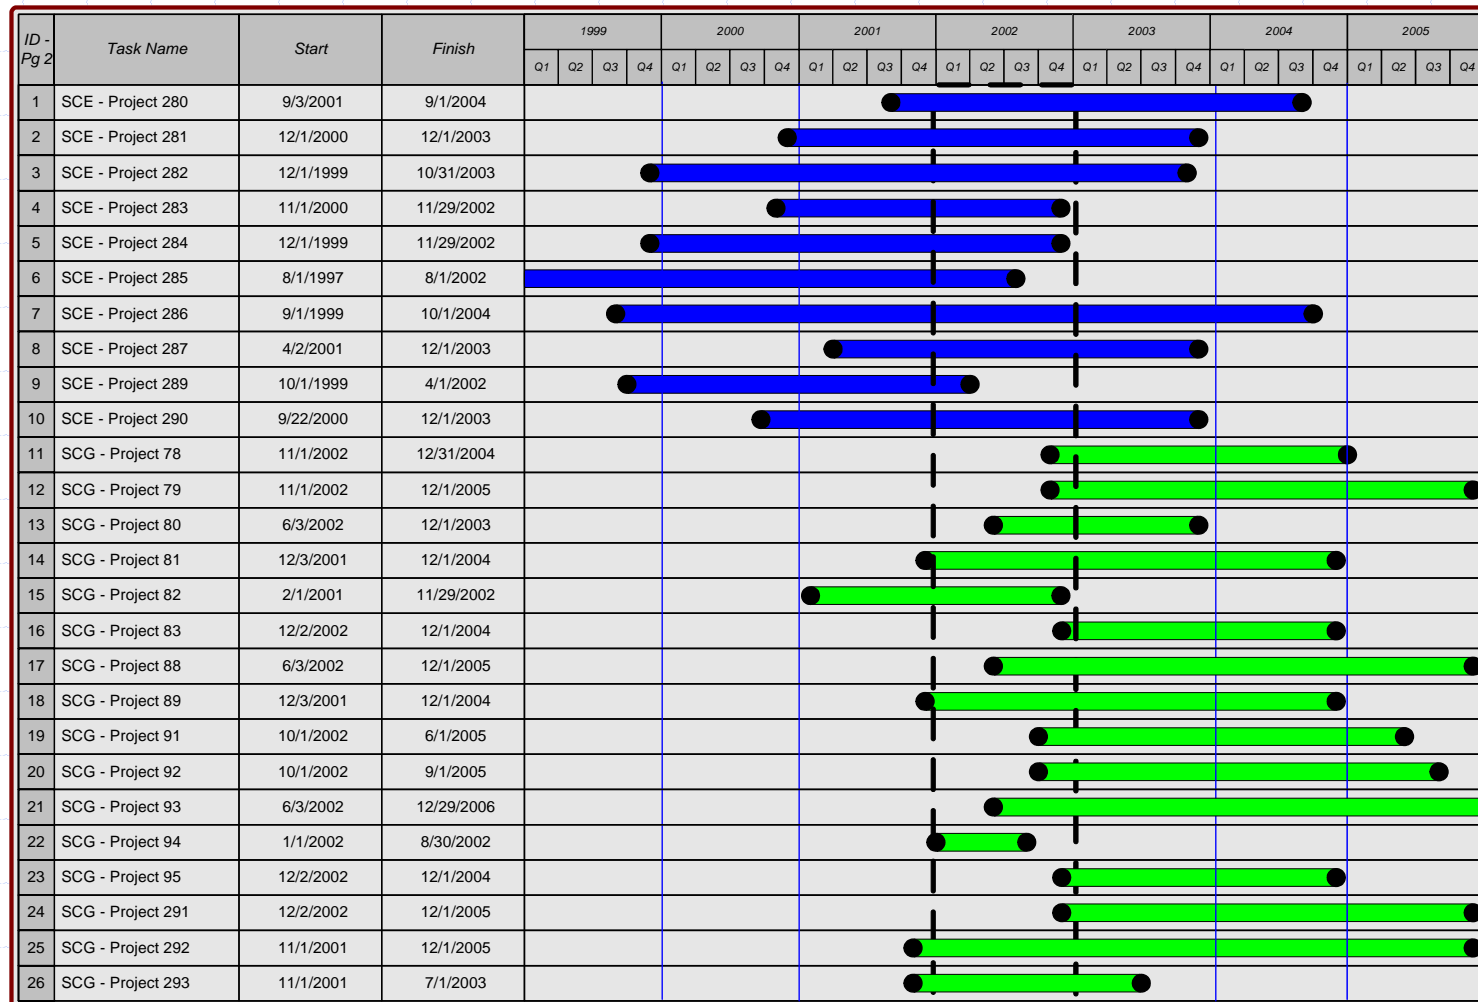 ID - Pg 2 Task Name Start Finish 1999 2000 2001 2002 2003 2004 2005
Q1 Q2 Q3 Q4 Q1 Q2 Q3 Q4 Q1 Q2 Q3 Q4 Q1 Q2 Q3 Q4 Q1 Q2 Q3 Q4 Q1 Q2 Q3 Q4 Q1 Q2 Q3 Q4
1 SCE - Project 280 9/3/2001 9/1/2004
2 SCE - Project 281 12/1/2000 12/1/2003
3 SCE - Project 282 12/1/1999 10/31/2003
4 SCE - Project 283 11/1/2000 11/29/2002
5 SCE - Project 284 12/1/1999 11/29/2002
6 SCE - Project 285 8/1/1997 8/1/2002
7 SCE - Project 286 9/1/1999 10/1/2004
8 SCE - Project 287 4/2/2001 12/1/2003
9 SCE - Project 289 10/1/1999 4/1/2002
10 SCE - Project 290 9/22/2000 12/1/2003
11 SCG - Project 78 11/1/2002 12/31/2004
12 SCG - Project 79 11/1/2002 12/1/2005
13 SCG - Project 80 6/3/2002 12/1/2003
14 SCG - Project 81 12/3/2001 12/1/2004
15 SCG - Project 82 2/1/2001 11/29/2002
16 SCG - Project 83 12/2/2002 12/1/2004
17 SCG - Project 88 6/3/2002 12/1/2005
18 SCG - Project 89 12/3/2001 12/1/2004
19 SCG - Project 91 10/1/2002 6/1/2005
20 SCG - Project 92 10/1/2002 9/1/2005
21 SCG - Project 93 6/3/2002 12/29/2006
22 SCG - Project 94 1/1/2002 8/30/2002
23 SCG - Project 95 12/2/2002 12/1/2004
24 SCG - Project 291 12/2/2002 12/1/2005
25 SCG - Project 292 11/1/2001 12/1/2005
26 SCG - Project 293 11/1/2001 7/1/2003